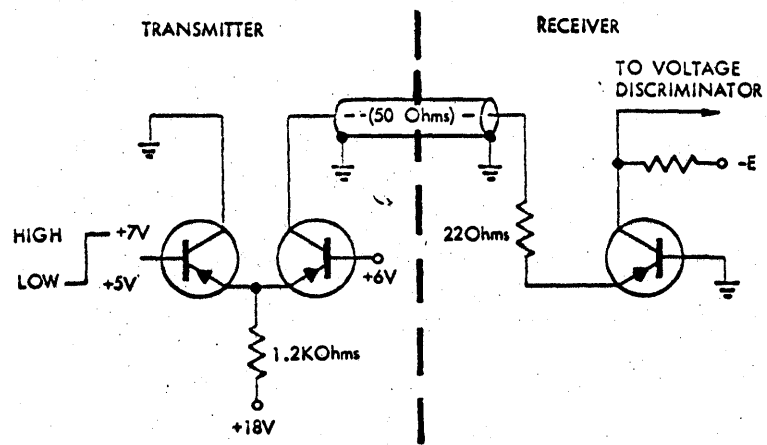 TRANSMITTER
RECEIVER
TO VOLTAGE
DISCRIMINATOR
-(50 Ohms)-
-E
22Ohms
HIGH
+7V
LOW
+5V
+6V
1.2KOhms
+18V